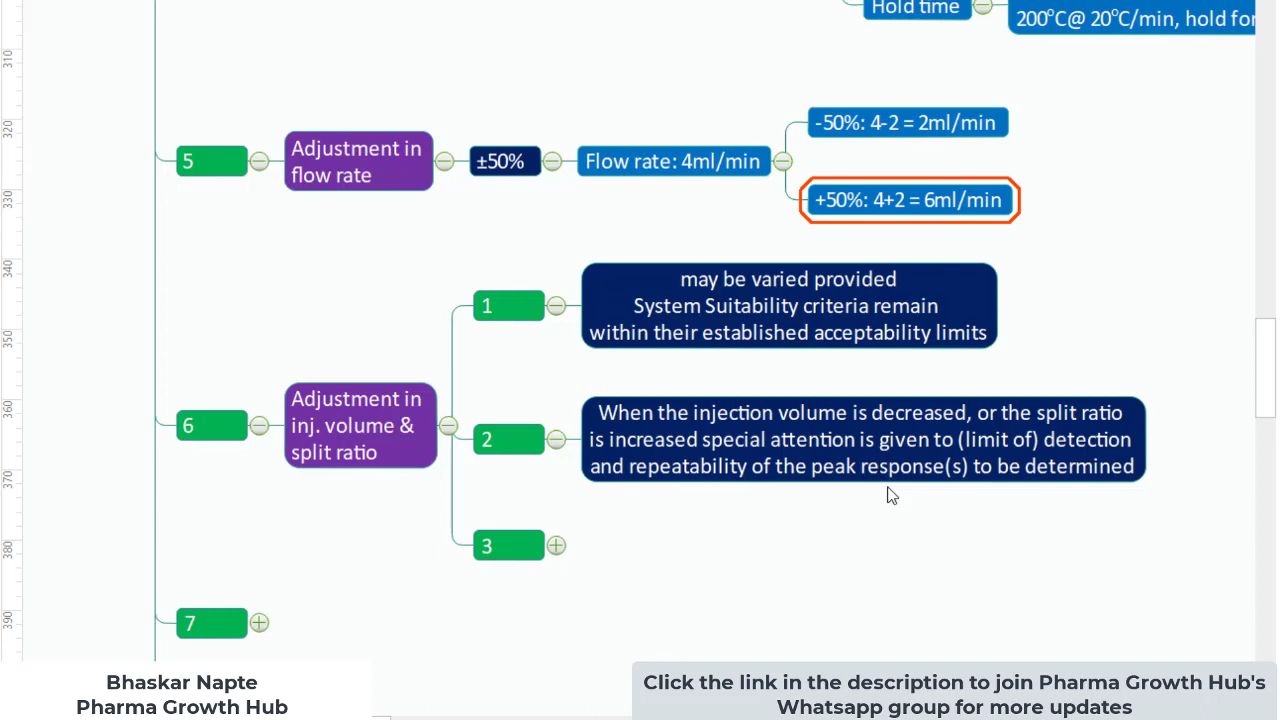 Hold time
200⁰C@ 20⁰C/min, hold for
310
320
330
340
350
360
370
380
390
5
Adjustment in
flow rate
±50%
Flow rate: 4ml/min
-50%: 4-2 = 2ml/min
+50%: 4+2 = 6ml/min
6
Adjustment in
inj. volume &
split ratio
1
may be varied provided
System Suitability criteria remain
within their established acceptability limits
2
When the injection volume is decreased, or the split ratio
is increased special attention is given to (limit of) detection
and repeatability of the peak response(s) to be determined
3
7
Bhaskar Napte
Pharma Growth Hub
Click the link in the description to join Pharma Growth Hub's
Whatsapp group for more updates